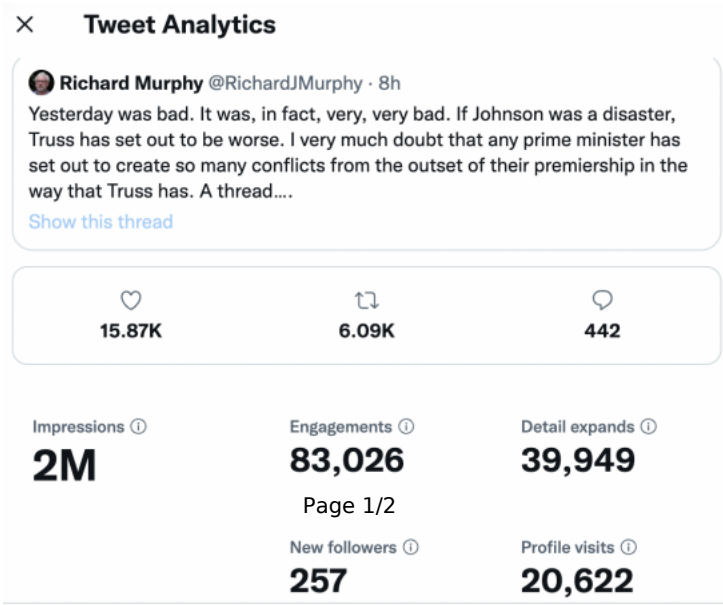 Tweet Analytics
Richard Murphy @RichardJMurphy · 8h
Yesterday was bad. It was, in fact, very, very bad. If Johnson was a disaster,
Truss has set out to be worse. I very much doubt that any prime minister has
set out to create so many conflicts from the outset of their premiership in the
way that Truss has. A thread....
Show this thread
15.87K 6.09K 442
Impressions Engagements Detail expands
2M 83,026 39,949
Page 1/2
New followers Profile visits
257 20,622